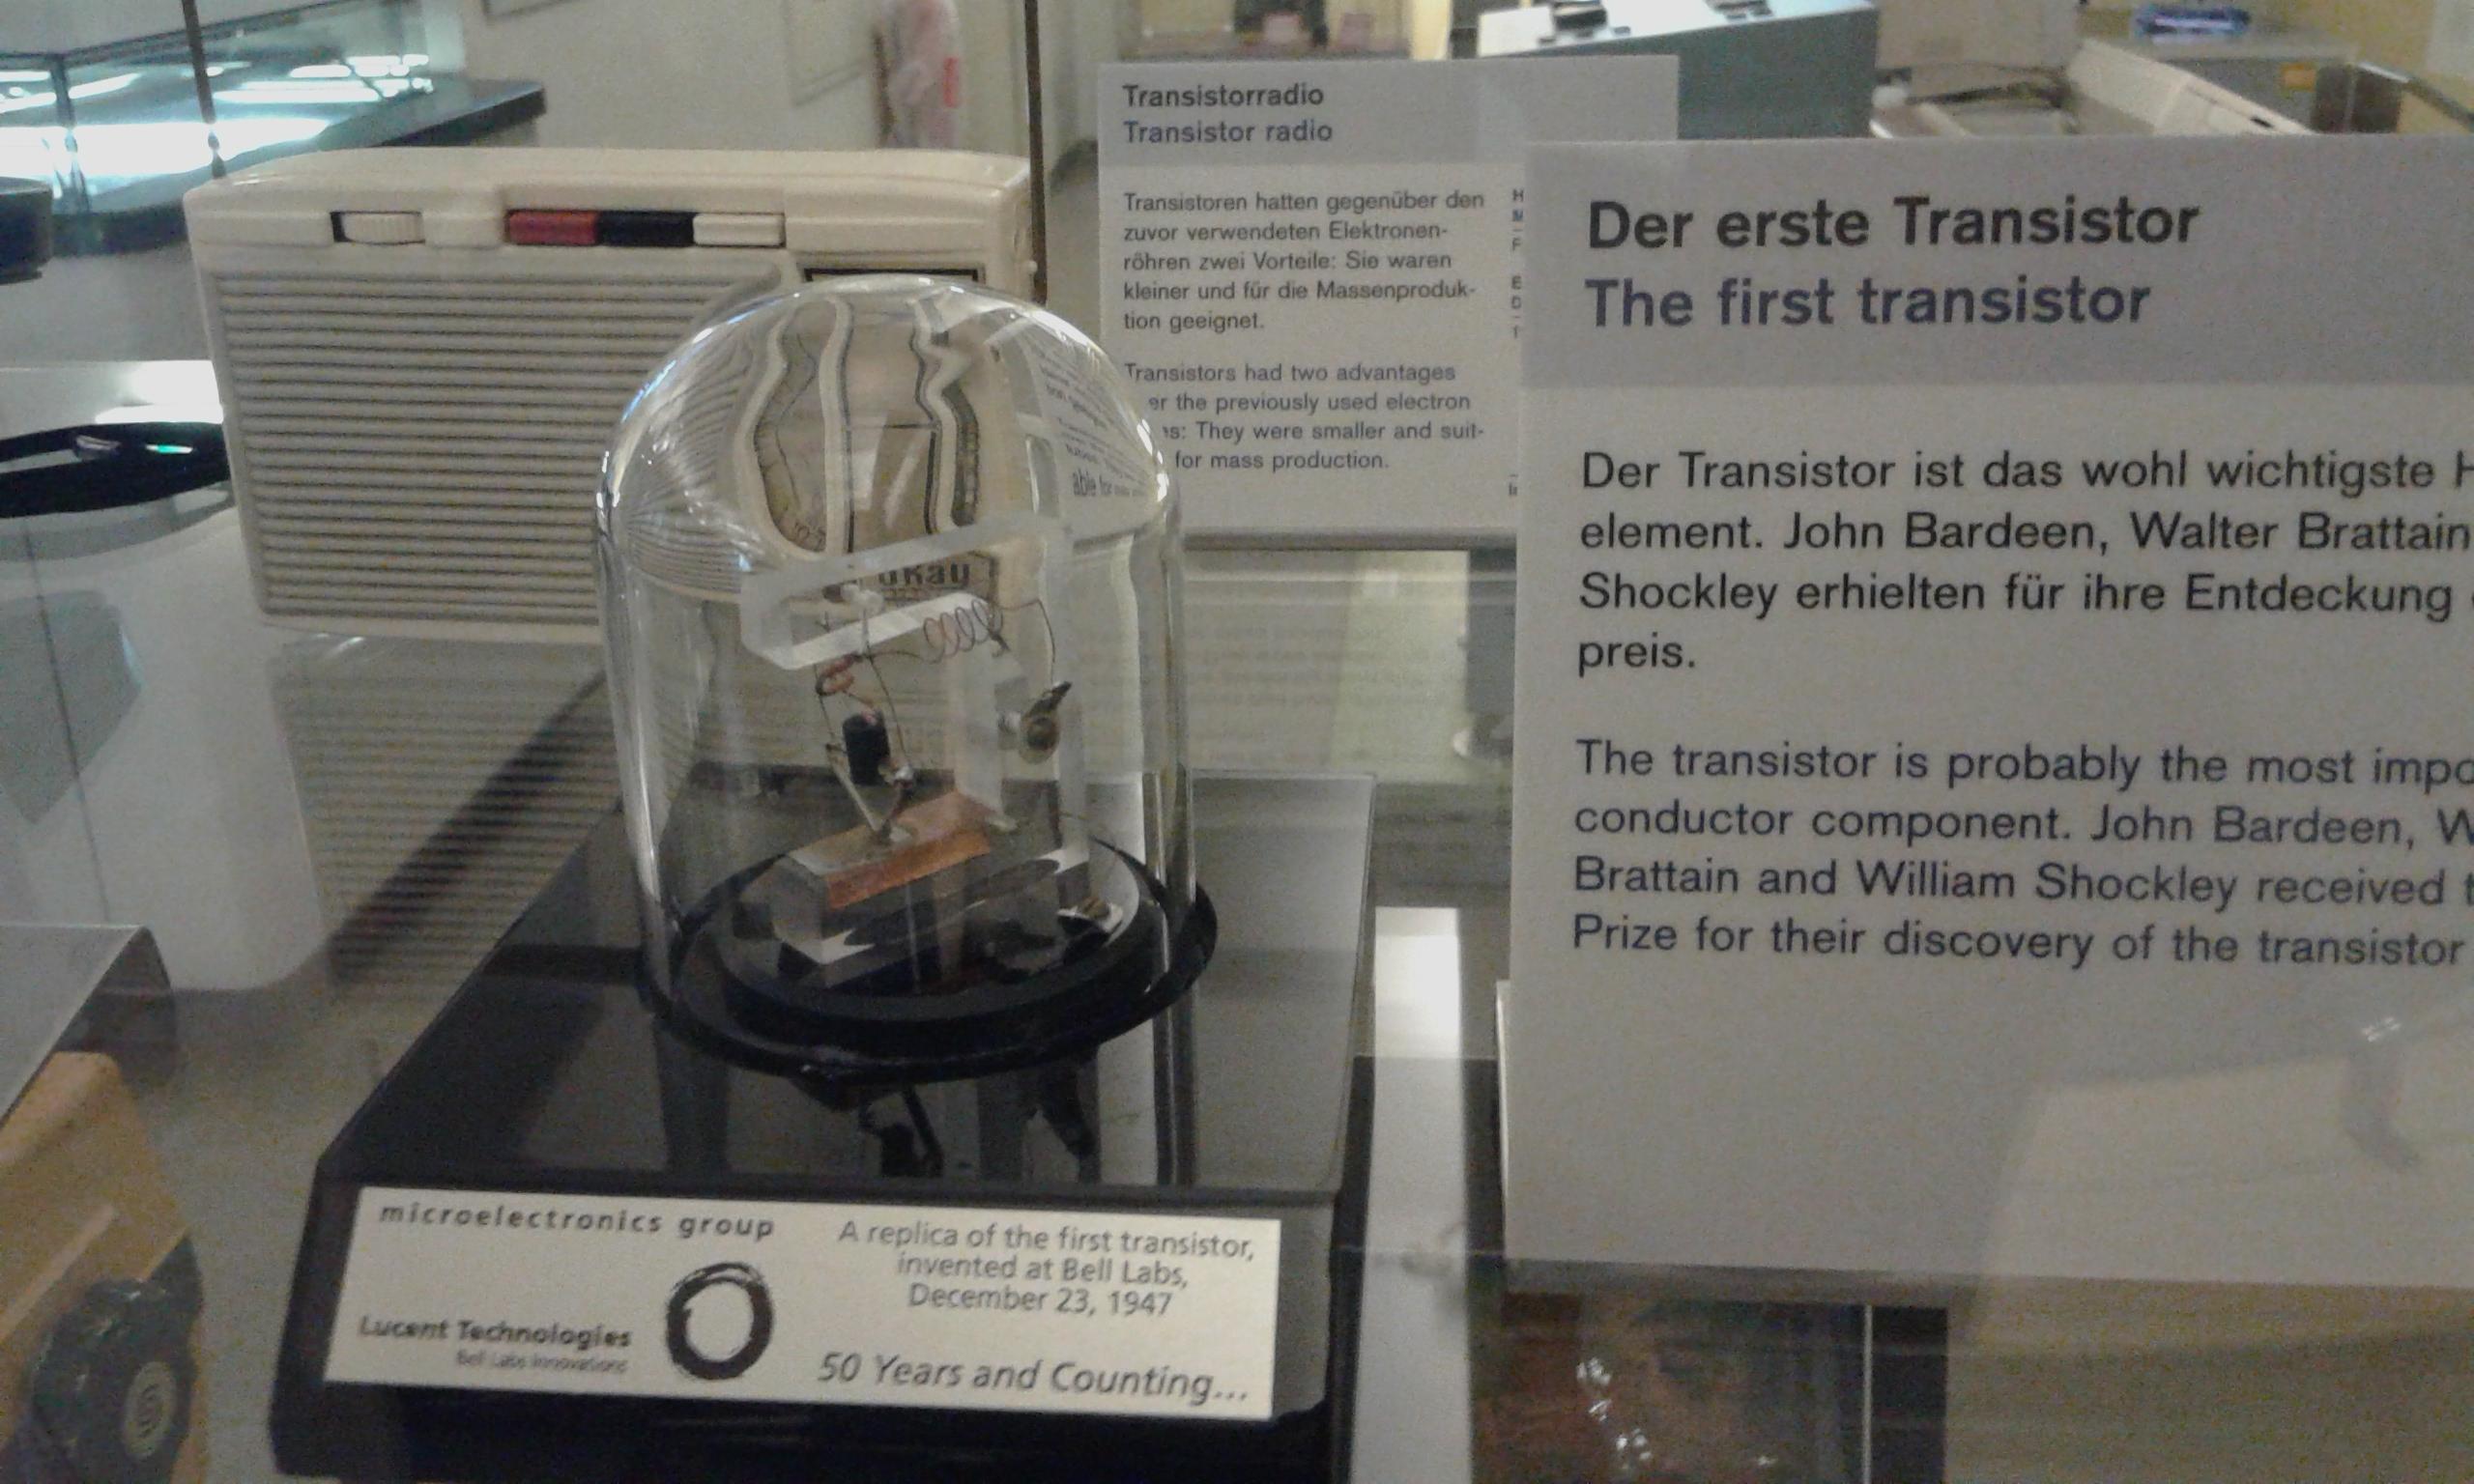 Transistorradio
Transistor radio
Transistoren hatten gegenüber den
zuvor verwendeten Elektronen-
röhren zwei Vorteile: Sie waren
kleiner und für die Massenproduk-
tion geeignet.
Transistors had two advantages
er the previously used electron
es: They were smaller and suit-
for mass production.
Der erste Transistor
The first transistor
Der Transistor ist das wohl wichtigste H
element. John Bardeen, Walter Brattain
Shockley erhielten für ihre Entdeckung
preis.
The transistor is probably the most impo
conductor component. John Bardeen, W
Brattain and William Shockley received t
Prize for their discovery of the transistor
able for
microelectronics group
Lucent Technologies
Bell Labs Innovations
A replica of the first transistor,
invented at Bell Labs,
December 23, 1947
50 Years and Counting...